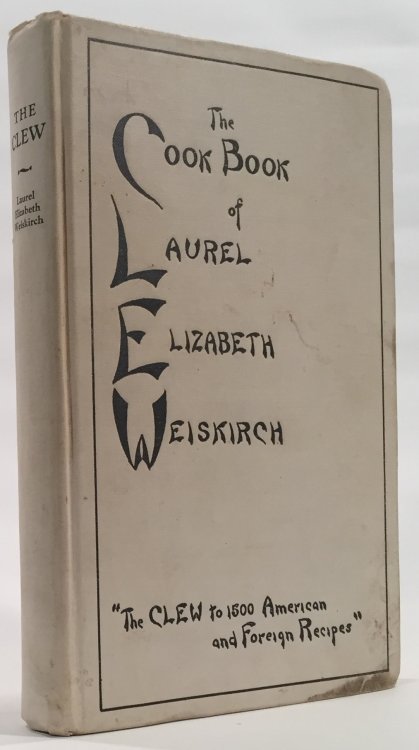 THE
CLEW
Laurel
Elizabeth
Weiskirch
The
COOK BOOK
of
LAUREL
ELIZABETH
WEISKIRCH
"The CLEW to 1500 American
and Foreign Recipes"